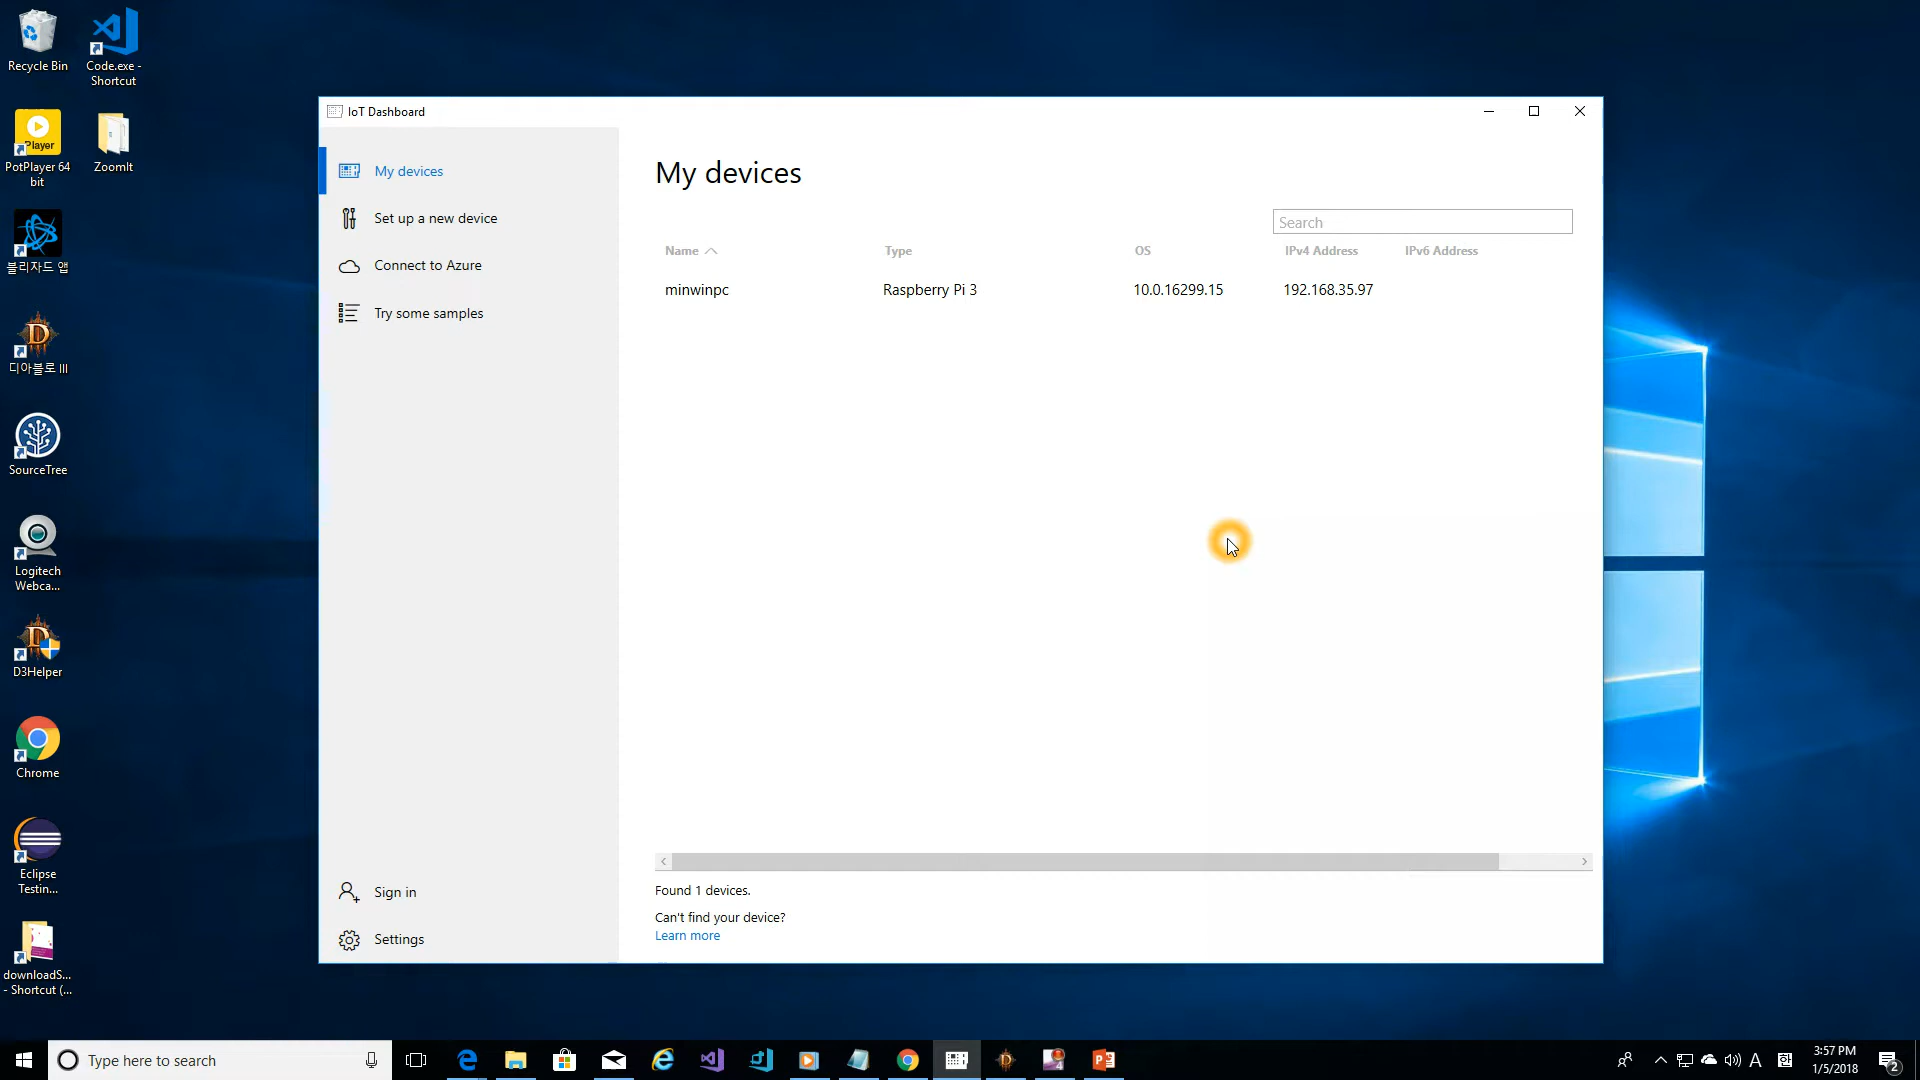 Recycle Bin
Code.exe -
Shortcut
Player
PotPlayer 64
bit
ZoomIt
블리자드 앱
디아블로 III
SourceTree
Logitech
Webca...
D3Helper
Chrome
Eclipse
Testin...
downloadS...
- Shortcut (...
IoT Dashboard
My devices
Set up a new device
Connect to Azure
Try some samples
Sign in
Settings
My devices
Search
Name Type OS IPv4 Address IPv6 Address
minwinpc Raspberry Pi 3 10.0.16299.15 192.168.35.97
Found 1 devices.
Can't find your device?
Learn more
Type here to search
A
한
3:57 PM
1/5/2018
2